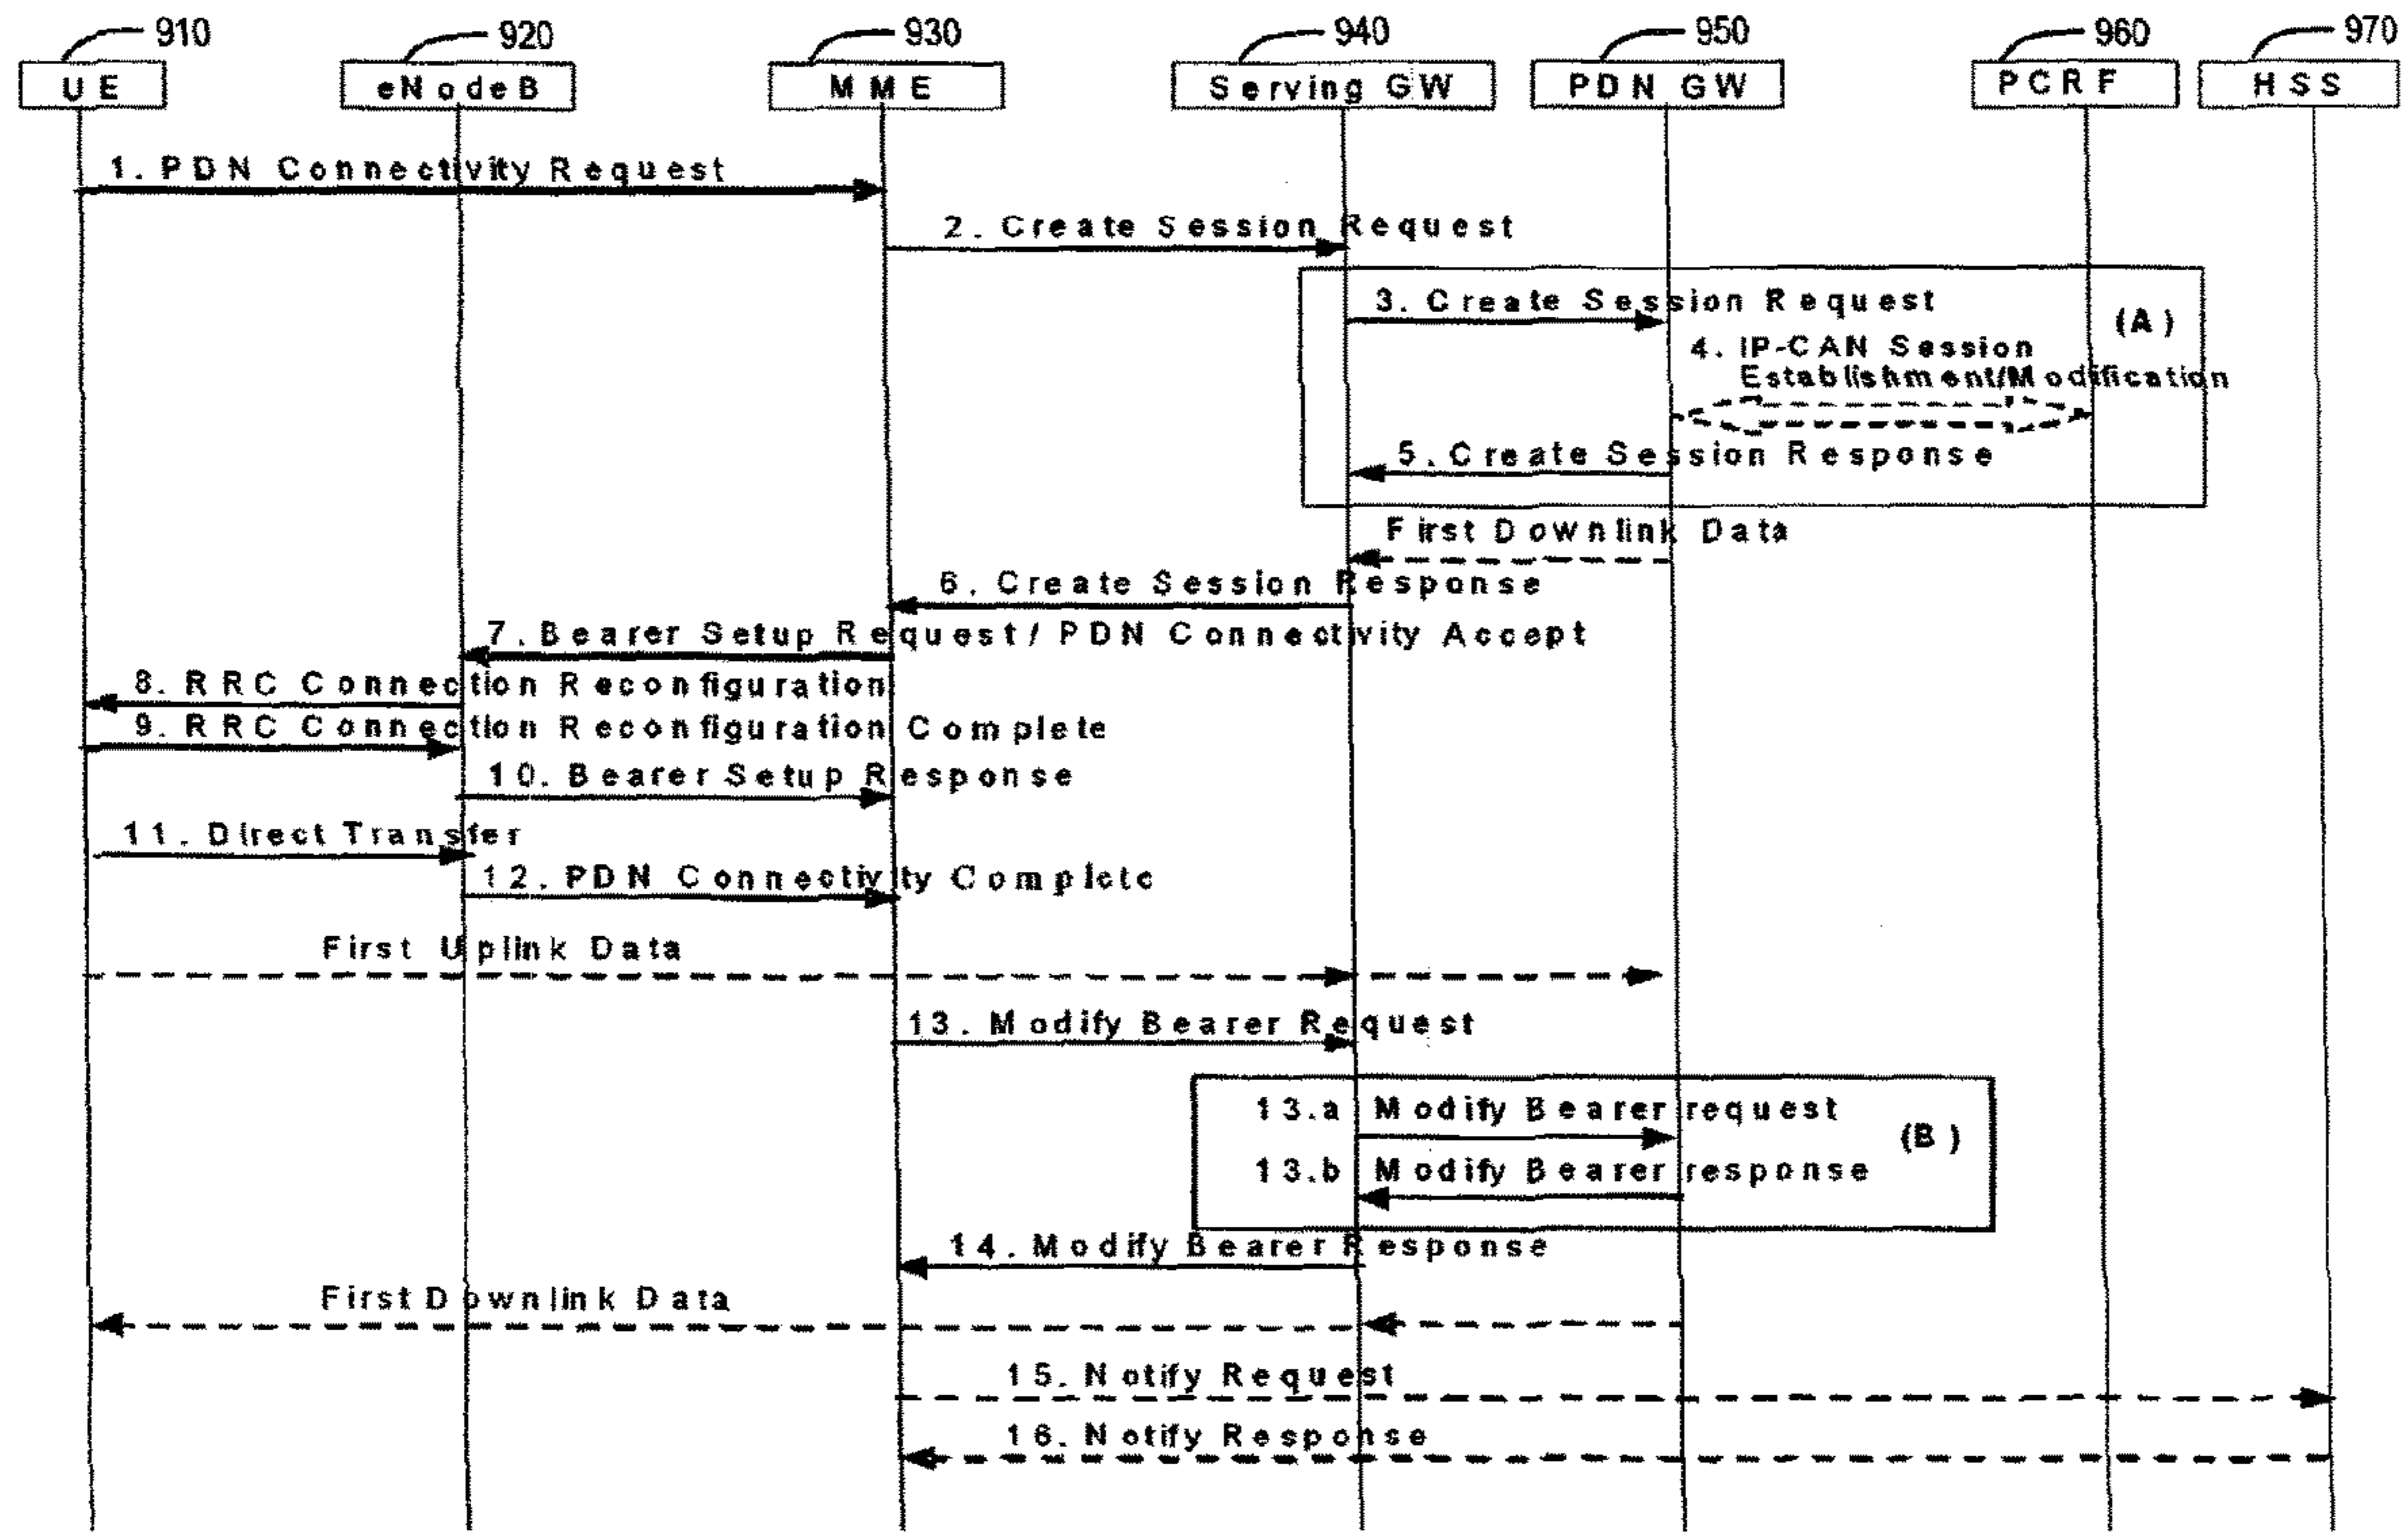 910
920
930
940
950
960
970
UE
eNodeB
MME
Serving GW
PDN GW
PCRF
HSS
1. PDN Connectivity Request
2. Create Session Request
3. Create Session Request
(A)
4. IP-CAN Session
Establishment/Modification
5. Create Session Response
First Downlink Data
6. Create Session Response
7. Bearer Setup Request / PDN Connectivity Accept
8. RRC Connection Reconfiguration
9. RRC Connection Reconfiguration Complete
10. Bearer Setup Response
11. Direct Transfer
12. PDN Connectivity Complete
First Uplink Data
13. Modify Bearer Request
13.a Modify Bearer request
(B)
13.b Modify Bearer response
14. Modify Bearer Response
First Downlink Data
15. Notify Request
16. Notify Response